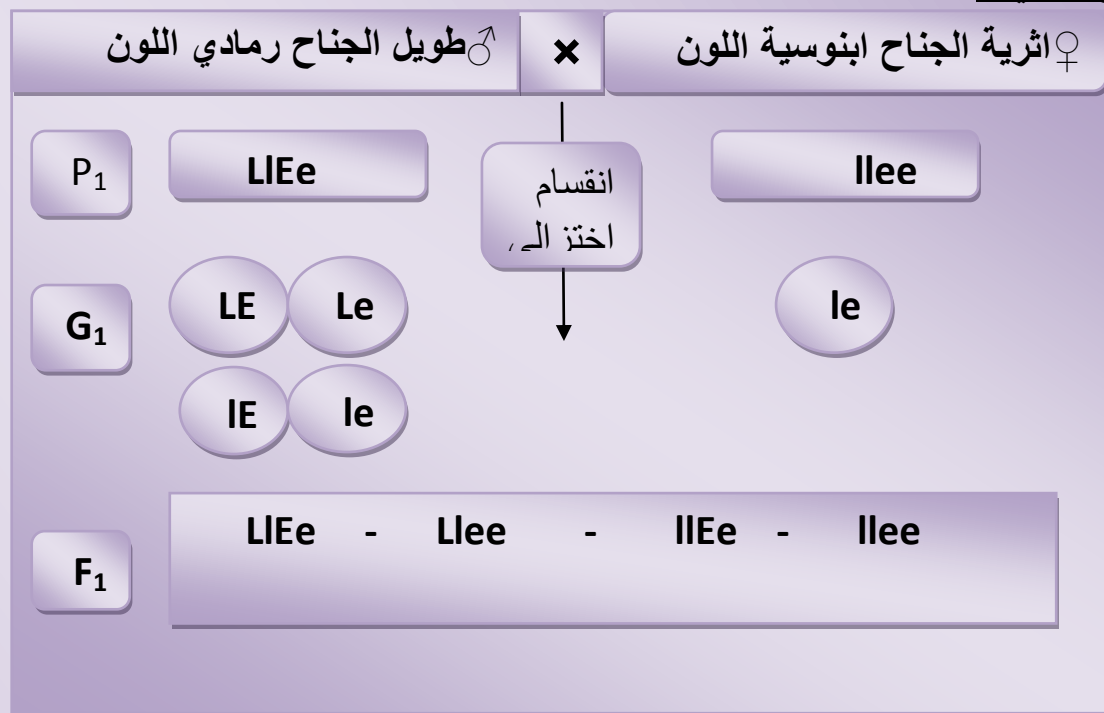 ♀اثرية الجناح ابنوسية اللون × ♂طويل الجناح رمادي اللون
P₁ LlEe llee
انقسام
اختزالي
G₁ LE Le le
lE le
F₁ LlEe - Llee - llEe - llee